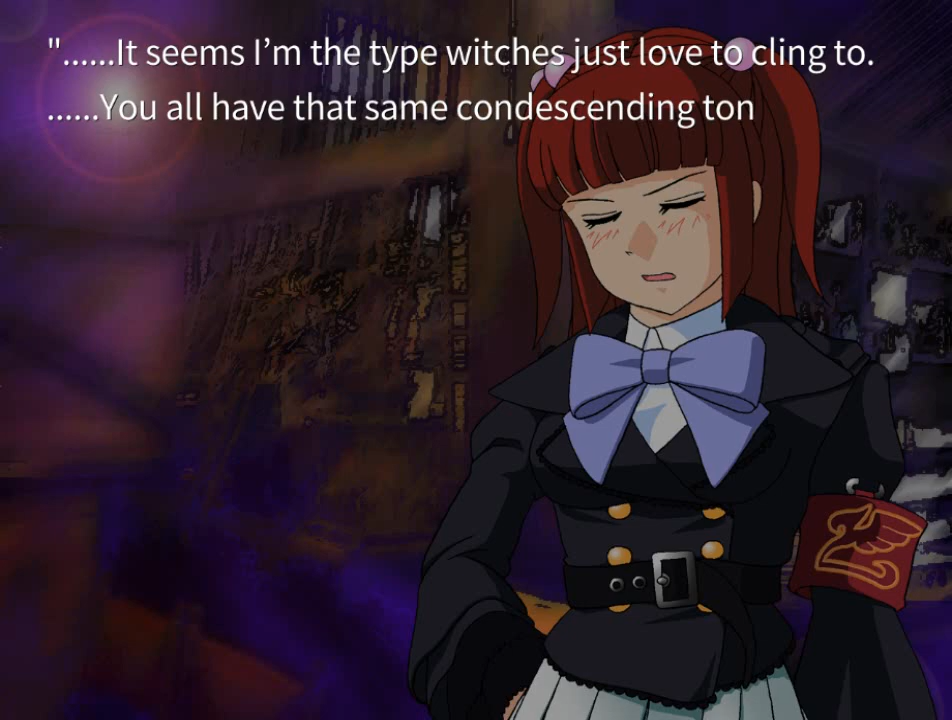 "......It seems I’m the type witches just love to cling to.
......You all have that same condescending ton